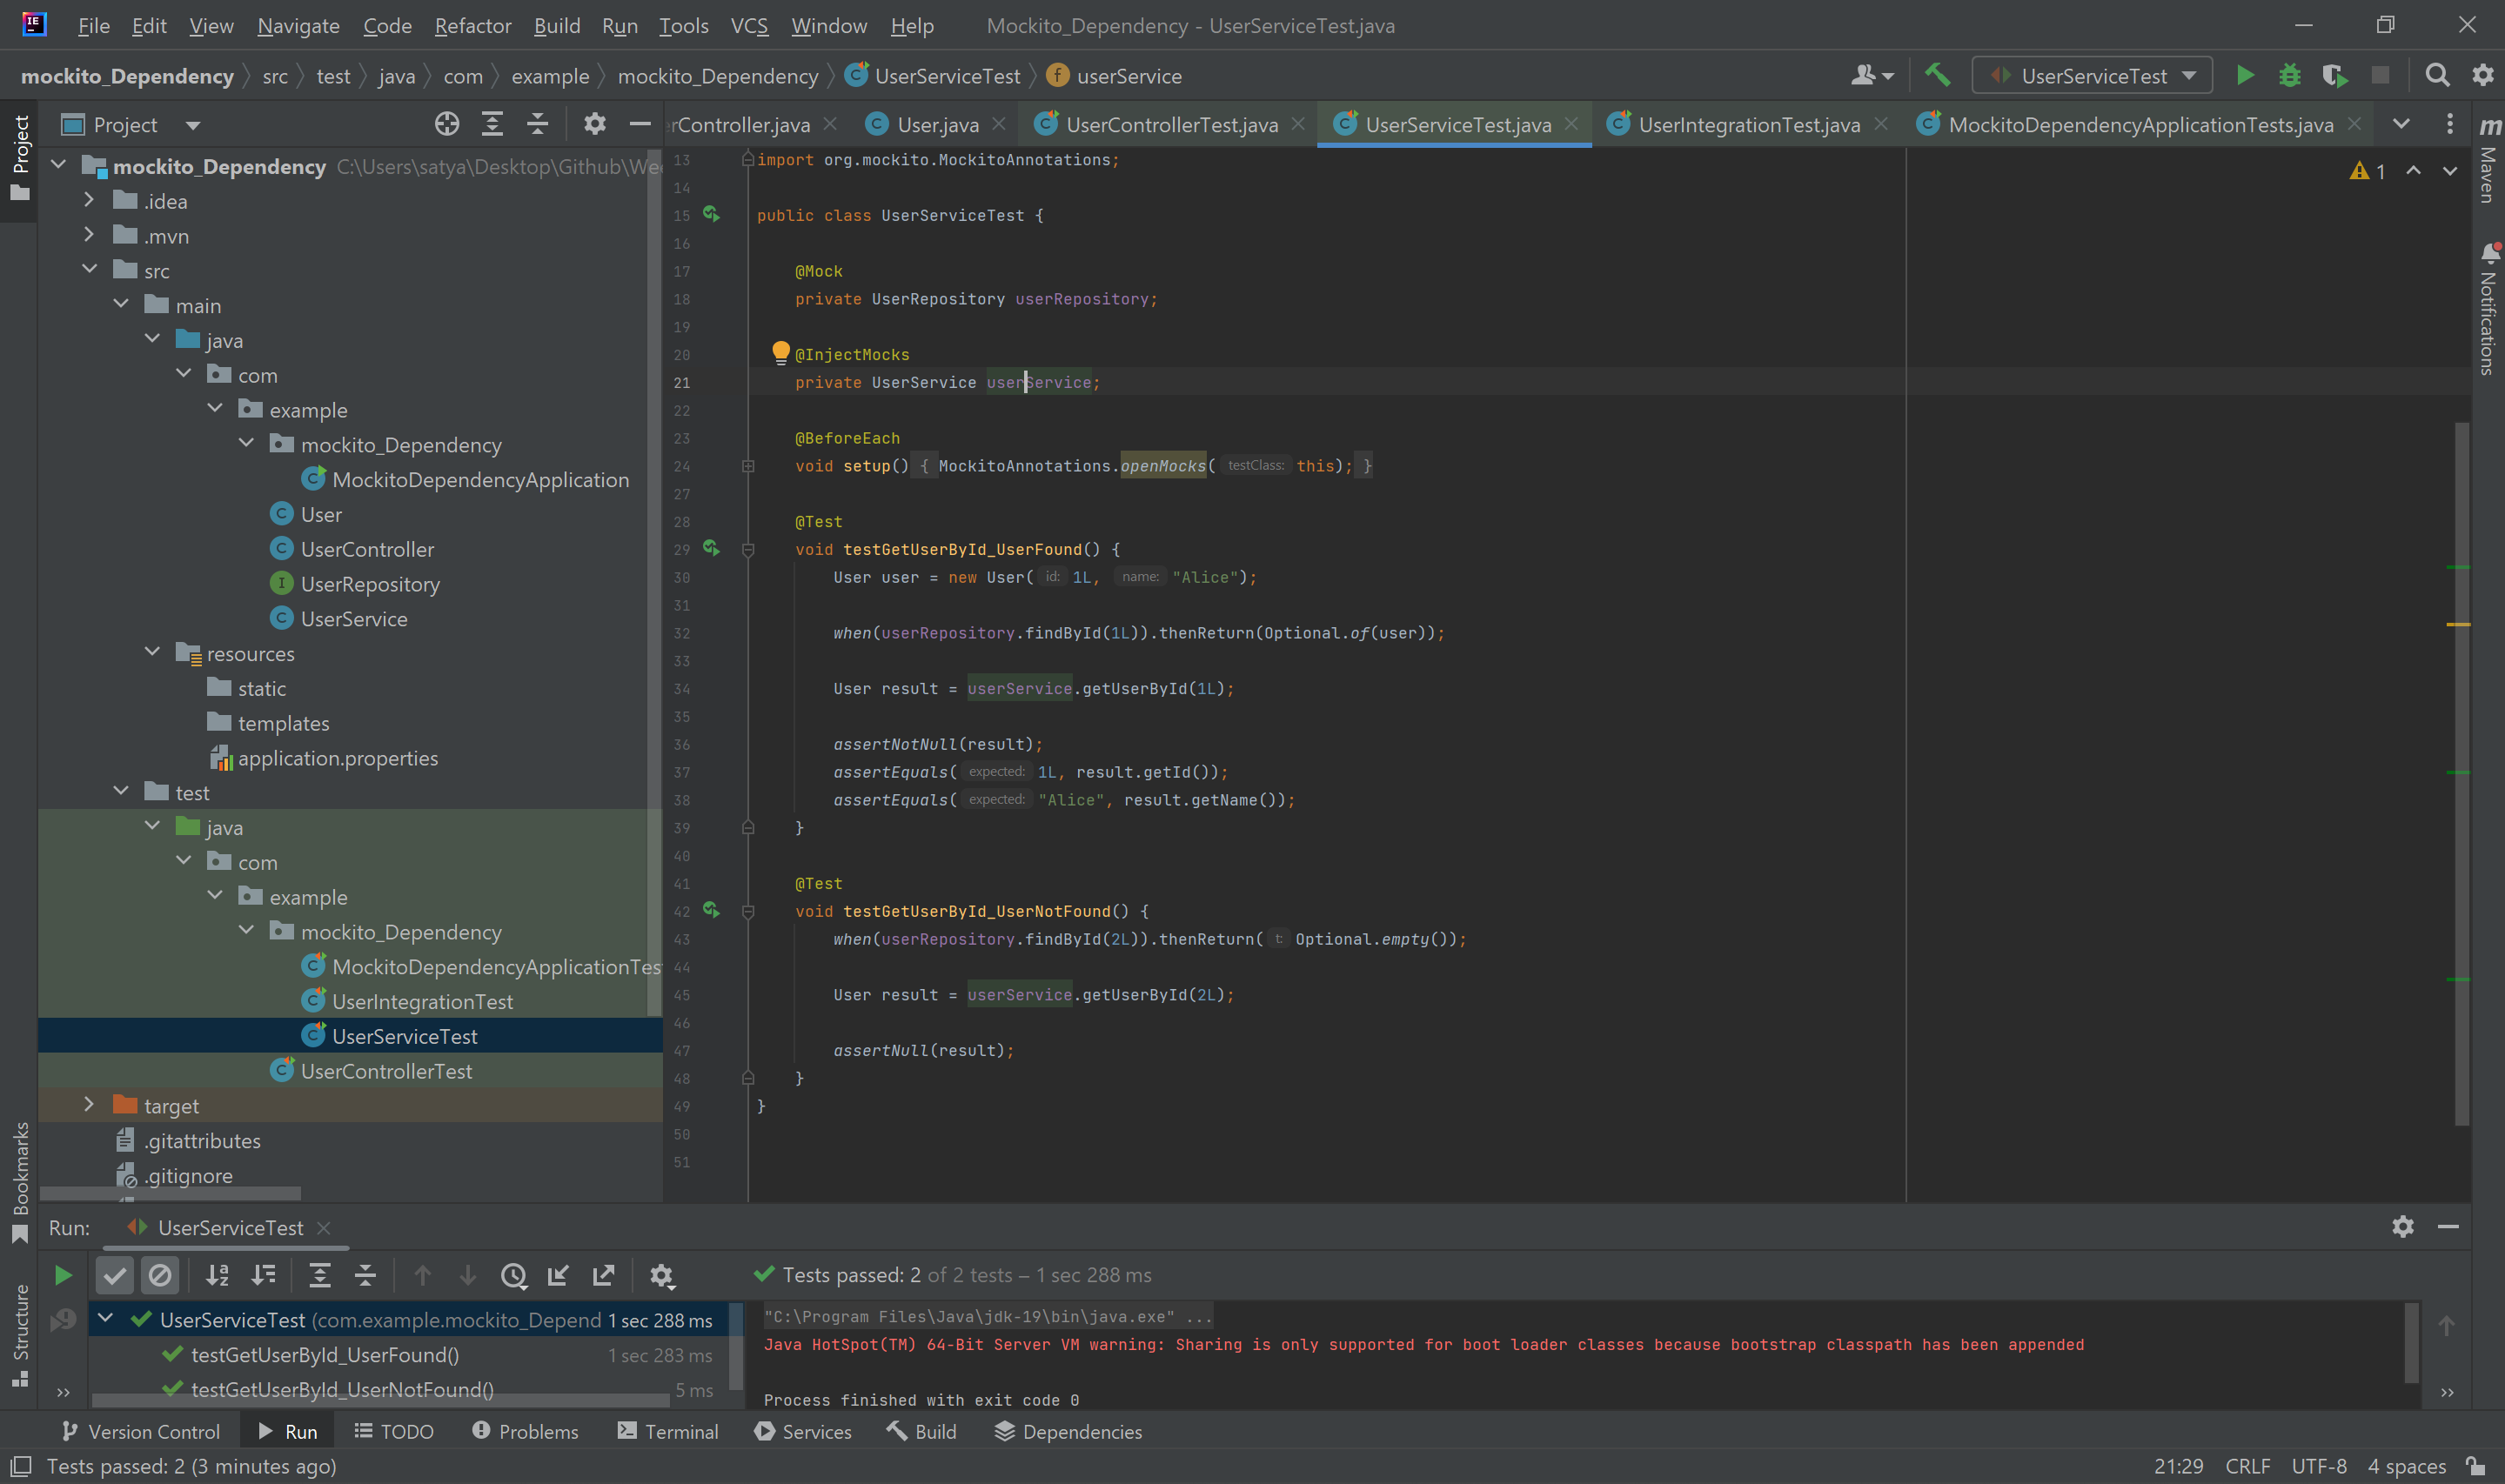 File Edit View Navigate Code Refactor Build Run Tools VCS Window Help Mockito_Dependency - UserServiceTest.java
mockito_Dependency src test java com example mockito_Dependency UserServiceTest userService
UserServiceTest
Project
rController.java User.java UserControllerTest.java UserServiceTest.java UserIntegrationTest.java MockitoDependencyApplicationTests.java
Project
Bookmarks
Structure
Maven
Notifications
mockito_Dependency C:\Users\satya\Desktop\Github\We
.idea
.mvn
src
main
java
com
example
mockito_Dependency
MockitoDependencyApplication
User
UserController
UserRepository
UserService
resources
static
templates
application.properties
test
java
com
example
mockito_Dependency
MockitoDependencyApplicationTes
UserIntegrationTest
UserServiceTest
UserControllerTest
target
.gitattributes
.gitignore
1
13 import org.mockito.MockitoAnnotations;
14
15 public class UserServiceTest {
16
17 @Mock
18 private UserRepository userRepository;
19
20 @InjectMocks
21 private UserService userService;
22
23 @BeforeEach
24 void setup() { MockitoAnnotations.openMocks( testClass: this); }
27
28 @Test
29 void testGetUserById_UserFound() {
30 User user = new User( id: 1L, name: "Alice");
31
32 when(userRepository.findById(1L)).thenReturn(Optional.of(user));
33
34 User result = userService.getUserById(1L);
35
36 assertNotNull(result);
37 assertEquals( expected: 1L, result.getId());
38 assertEquals( expected: "Alice", result.getName());
39 }
40
41 @Test
42 void testGetUserById_UserNotFound() {
43 when(userRepository.findById(2L)).thenReturn( t: Optional.empty());
44
45 User result = userService.getUserById(2L);
46
47 assertNull(result);
48 }
49 }
50
51
Run: UserServiceTest
Tests passed: 2 of 2 tests – 1 sec 288 ms
UserServiceTest (com.example.mockito_Depend 1 sec 288 ms
testGetUserById_UserFound() 1 sec 283 ms
testGetUserById_UserNotFound() 5 ms
"C:\Program Files\Java\jdk-19\bin\java.exe" ...
Java HotSpot(TM) 64-Bit Server VM warning: Sharing is only supported for boot loader classes because bootstrap classpath has been appended
Process finished with exit code 0
Version Control Run TODO Problems Terminal Services Build Dependencies
Tests passed: 2 (3 minutes ago) 21:29 CRLF UTF-8 4 spaces